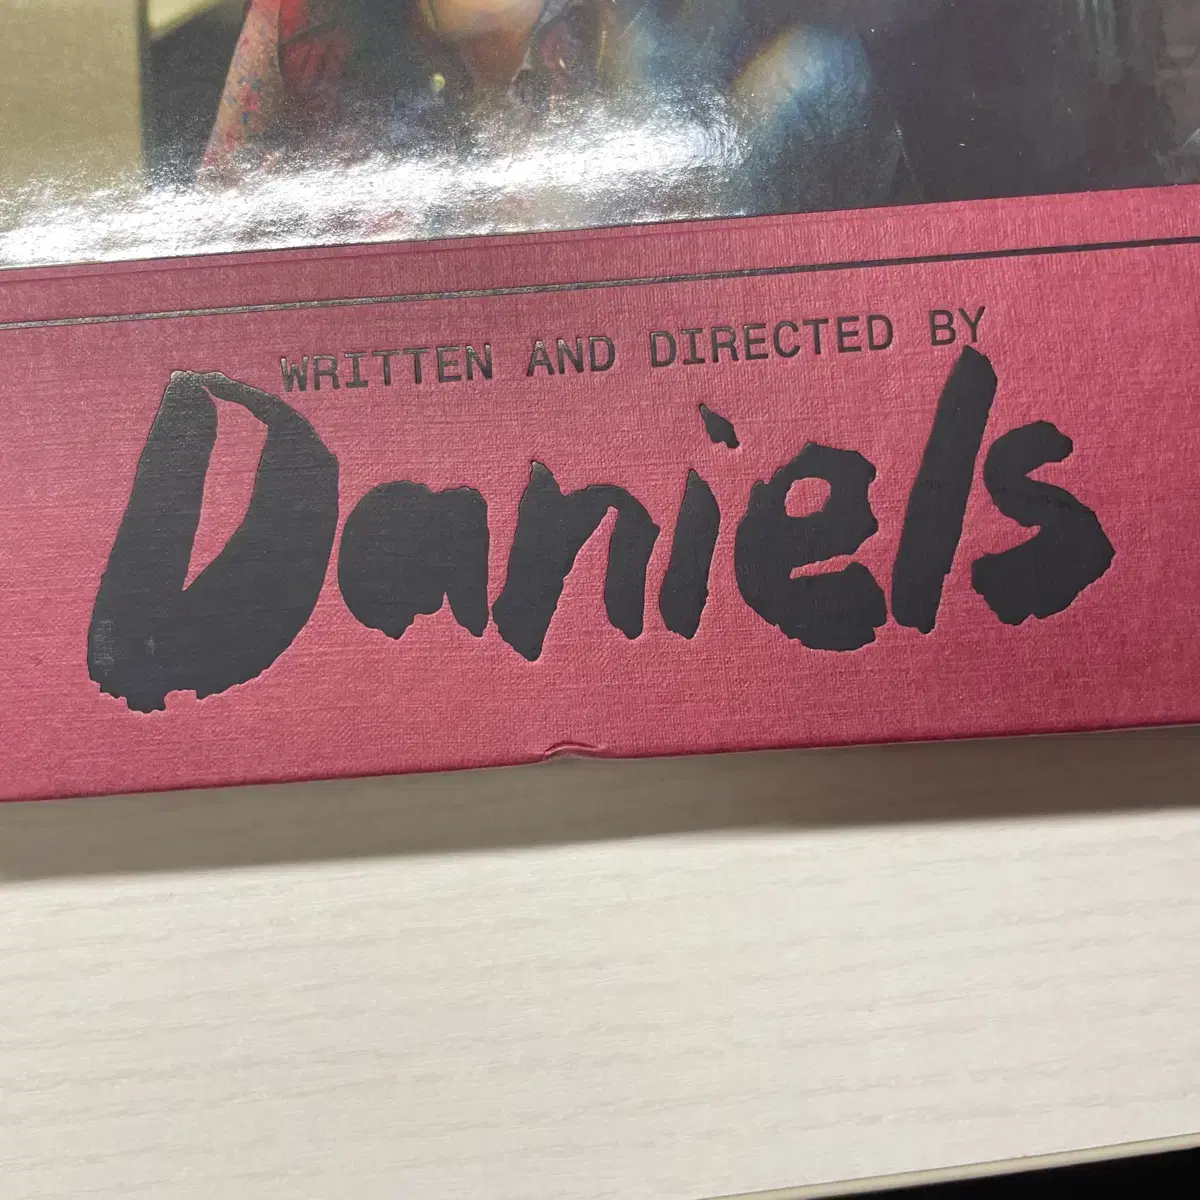 WRITTEN AND DIRECTED BY
Daniels